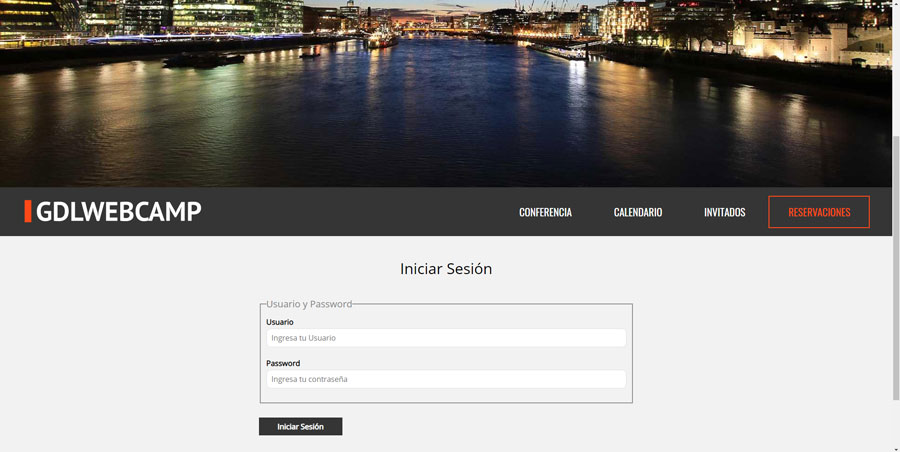 GDLWEBCAMP
CONFERENCIA CALENDARIO INVITADOS RESERVACIONES
Iniciar Sesión
Usuario y Password
Usuario
Ingresa tu Usuario
Password
Ingresa tu contraseña
Iniciar Sesión